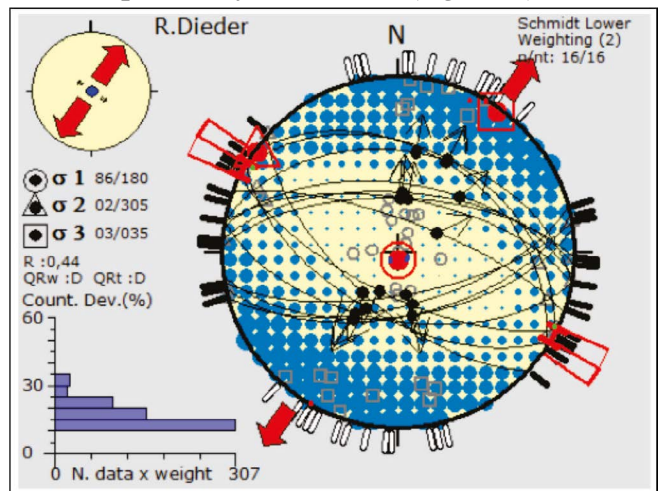 R.Dieder
N
Schmidt Lower
Weighting (2)
n/nt: 16/16
σ 1 86/180
σ 2 02/305
σ 3 03/035
R :0,44
QRw :D QRt :D
Count. Dev.(%)
60
30
0
0 N. data x weight 307